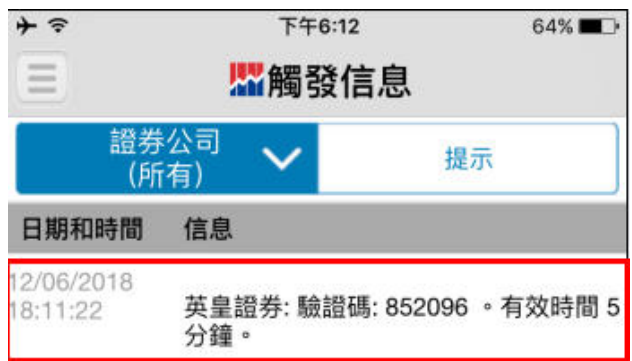 下午6:12
64%
觸發信息
證券公司
(所有)
提示
日期和時間 信息
12/06/2018
18:11:22
英皇證券: 驗證碼: 852096 。有效時間 5
分鐘。